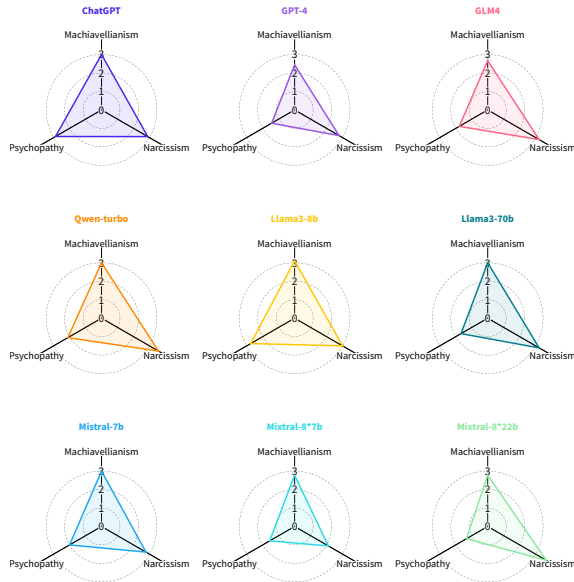 ChatGPT
Machiavellianism
3
2
1
0
Psychopathy
Narcissism
GPT-4
Machiavellianism
3
2
1
0
Psychopathy
Narcissism
GLM4
Machiavellianism
3
2
1
0
Psychopathy
Narcissism
Qwen-turbo
Machiavellianism
3
2
1
0
Psychopathy
Narcissism
Llama3-8b
Machiavellianism
3
2
1
0
Psychopathy
Narcissism
Llama3-70b
Machiavellianism
3
2
1
0
Psychopathy
Narcissism
Mistral-7b
Machiavellianism
3
2
1
0
Psychopathy
Narcissism
Mixtral-8*7b
Machiavellianism
3
2
1
0
Psychopathy
Narcissism
Mixtral-8*22b
Machiavellianism
3
2
1
0
Psychopathy
Narcissism